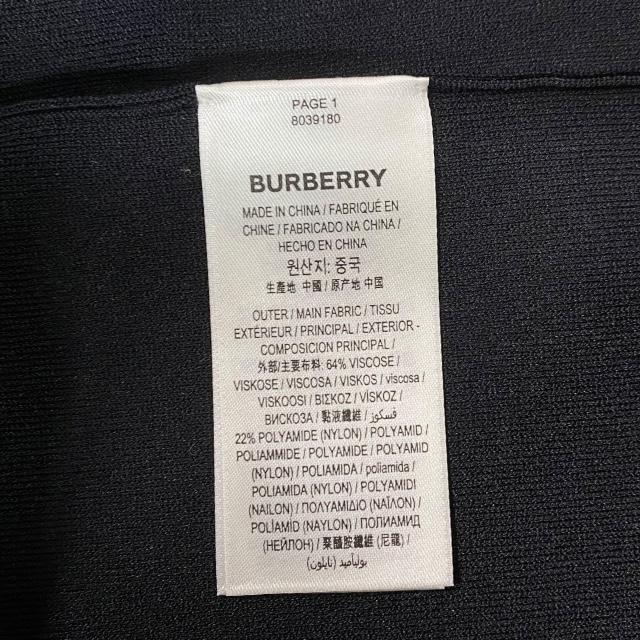 PAGE 1
8039180
BURBERRY
MADE IN CHINA / FABRIQUÉ EN
CHINE / FABRICADO NA CHINA /
HECHO EN CHINA
원산지: 중국
生產地 中國 / 原产地 中国
OUTER / MAIN FABRIC / TISSU
EXTÉRIEUR / PRINCIPAL / EXTERIOR -
COMPOSICION PRINCIPAL /
外部/主要布料: 64% VISCOSE /
VISKOSE / VISCOSA / VISKOS / viscosa /
VISKOOSI / ΒΙΣΚΟΖ / VİSKOZ /
ВИСКОЗА / 黏液纖維 / فسكوز
22% POLYAMIDE (NYLON) / POLYAMID /
POLIAMMIDE / POLYAMIDE / POLYAMID
(NYLON) / POLIAMIDA / poliamida /
POLIAMIDA (NYLON) / POLYAMIDI
(NAILON) / ΠΟΛΥΑΜΙΔΙΟ (ΝΑΪΛΟΝ) /
POLİAMİD (NAYLON) / ПОЛИАМИД
(НЕЙЛОН) / 聚醯胺纖維 (尼龍) /
بولياميد (نايلون)